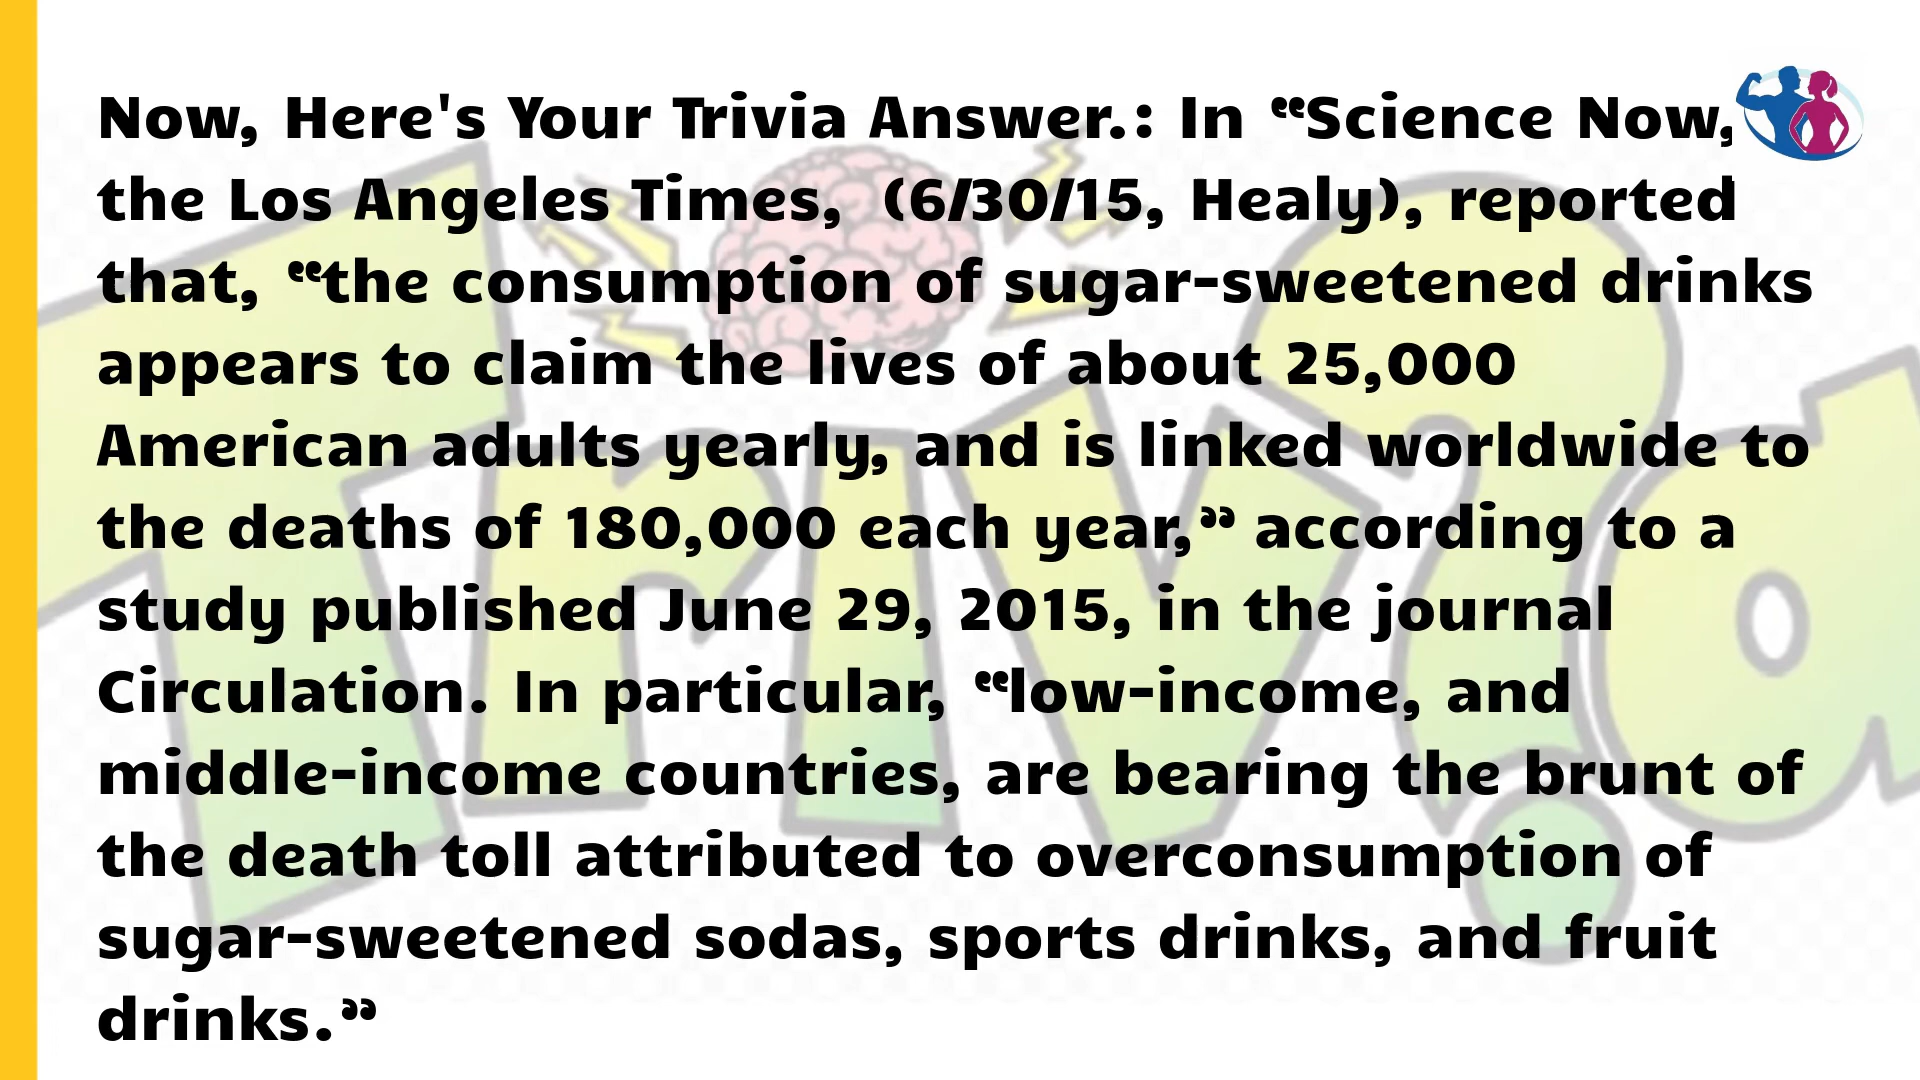 Now, Here's Your Trivia Answer.: In “Science Now,
the Los Angeles Times,  (6/30/15, Healy), reported
that, “the consumption of sugar-sweetened drinks
appears to claim the lives of about 25,000
American adults yearly, and is linked worldwide to
the deaths of 180,000 each year,” according to a
study published June 29, 2015, in the journal
Circulation. In particular, “low-income, and
middle-income countries, are bearing the brunt of
the death toll attributed to overconsumption of
sugar-sweetened sodas, sports drinks, and fruit
drinks.”
Trivia